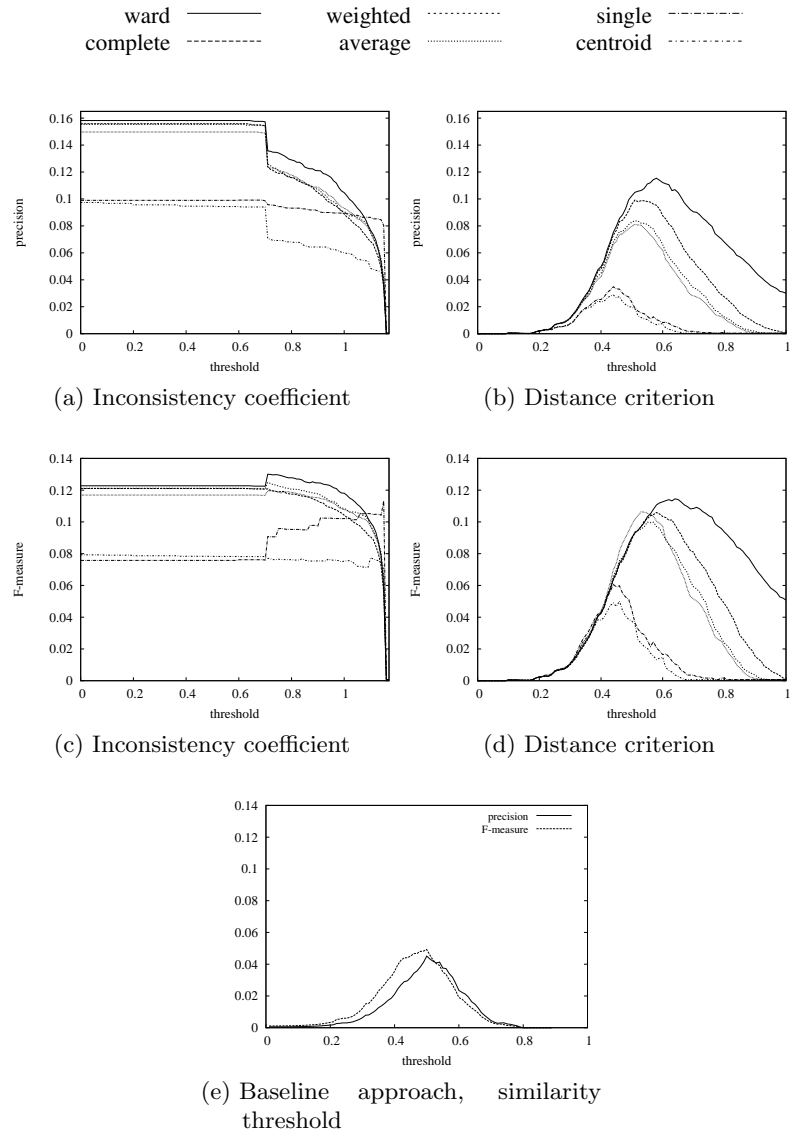 ward weighted single
complete average centroid
0.16
0.14
0.12
0.1
0.08
0.06
0.04
0.02
0
precision
0 0.2 0.4 0.6 0.8 1
threshold
(a) Inconsistency coefficient
0.16
0.14
0.12
0.1
0.08
0.06
0.04
0.02
0
precision
0 0.2 0.4 0.6 0.8 1
threshold
(b) Distance criterion
0.14
0.12
0.1
0.08
0.06
0.04
0.02
0
F-measure
0 0.2 0.4 0.6 0.8 1
threshold
(c) Inconsistency coefficient
0.14
0.12
0.1
0.08
0.06
0.04
0.02
0
F-measure
0 0.2 0.4 0.6 0.8 1
threshold
(d) Distance criterion
0.14
0.12
0.1
0.08
0.06
0.04
0.02
0
precision
F-measure
0 0.2 0.4 0.6 0.8 1
threshold
(e) Baseline approach, similarity
threshold